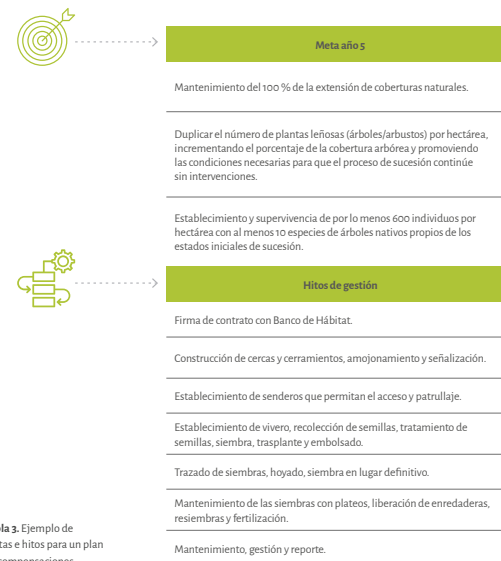 Meta año 5
Mantenimiento del 100 % de la extensión de coberturas naturales.
Duplicar el número de plantas leñosas (árboles/arbustos) por hectárea,
incrementando el porcentaje de la cobertura arbórea y promoviendo
las condiciones necesarias para que el proceso de sucesión continúe
sin intervenciones.
Establecimiento y supervivencia de por lo menos 600 individuos por
hectárea con al menos 10 especies de árboles nativos propios de los
estados iniciales de sucesión.
Hitos de gestión
Firma de contrato con Banco de Hábitat.
Construcción de cercas y cerramientos, amojonamiento y señalización.
Establecimiento de senderos que permitan el acceso y patrullaje.
Establecimiento de vivero, recolección de semillas, tratamiento de
semillas, siembra, trasplante y embolsado.
Trazado de siembras, hoyado, siembra en lugar definitivo.
Mantenimiento de las siembras con plateos, liberación de enredaderas,
resiembras y fertilización.
Mantenimiento, gestión y reporte.
3. Ejemplo de
e hitos para un plan